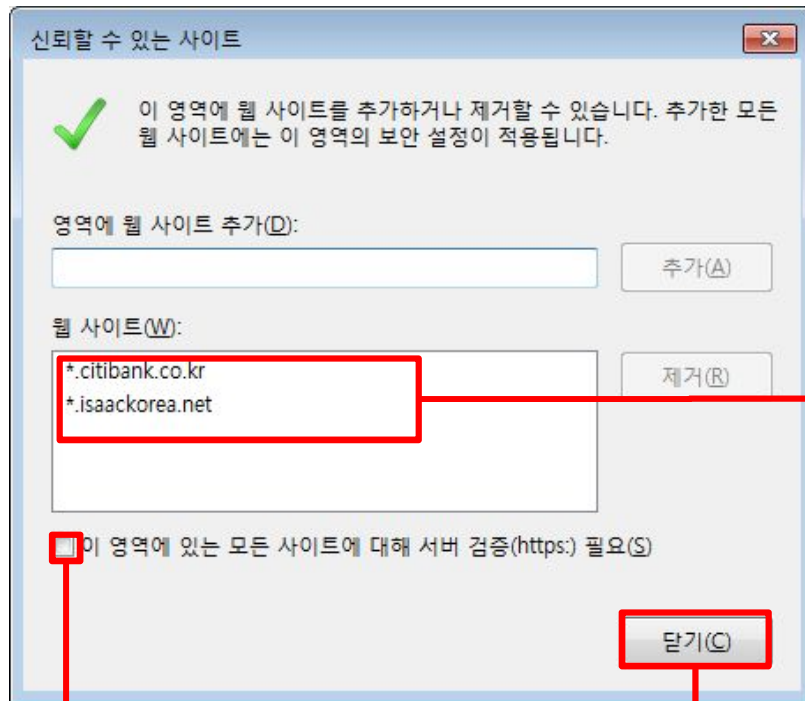 신뢰할 수 있는 사이트
이 영역에 웹 사이트를 추가하거나 제거할 수 있습니다. 추가한 모든
웹 사이트에는 이 영역의 보안 설정이 적용됩니다.
영역에 웹 사이트 추가(D):
추가(A)
웹 사이트(W):
*.citibank.co.kr
제거(R)
*.isaackorea.net
이 영역에 있는 모든 사이트에 대해 서버 검증(https:) 필요(S)
닫기(C)